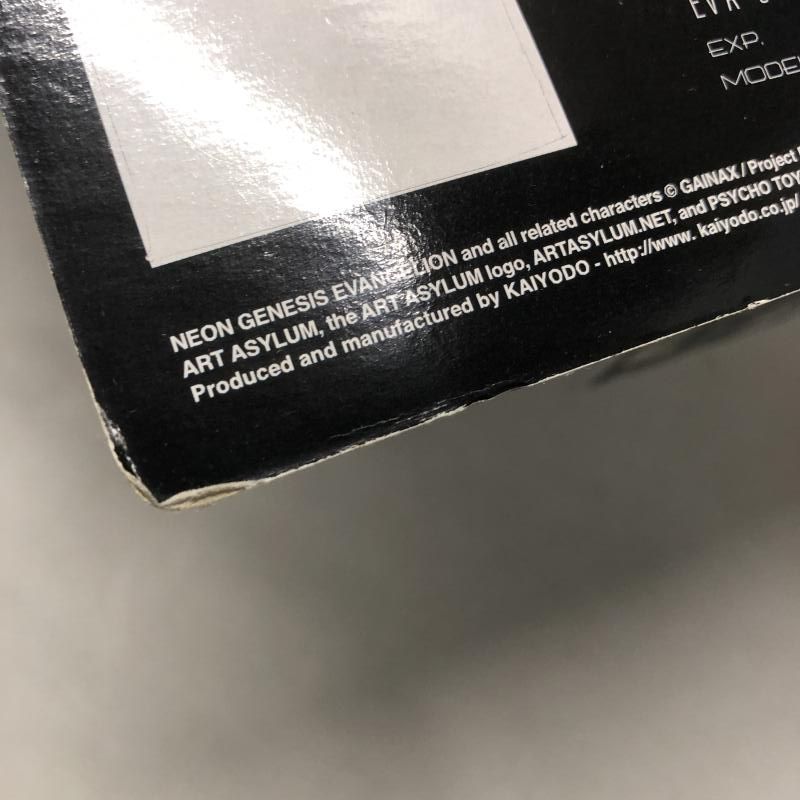 EVA
EXP.
MODEL
NEON GENESIS EVANGELION and all related characters © GAINAX / Project
ART ASYLUM, the ART ASYLUM logo, ARTASYLUM.NET, and PSYCHO TOY
Produced and manufactured by KAIYODO - http://www. kaiyodo.co.jp/